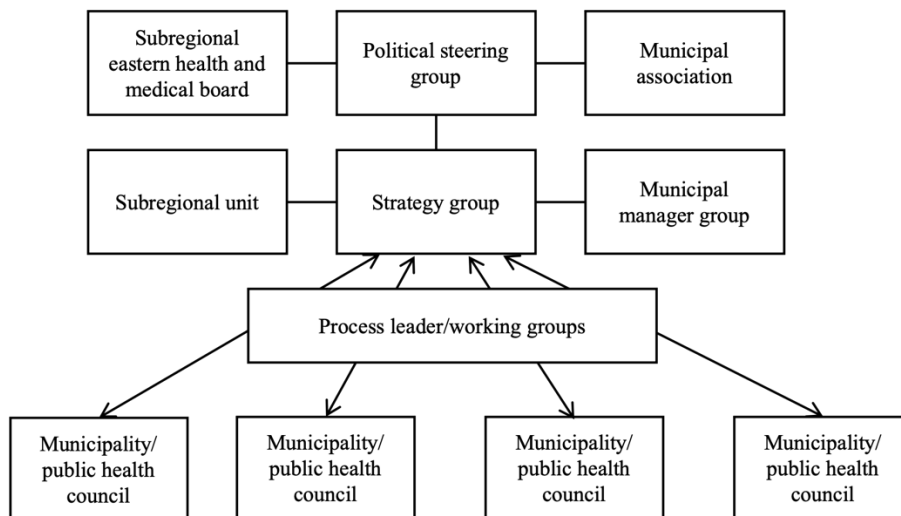 Subregional
eastern health and
medical board
Political steering
group
Municipal
association
Subregional unit
Strategy group
Municipal
manager group
Process leader/working groups
Municipality/
public health
council
Municipality/
public health
council
Municipality/
public health
council
Municipality/
public health
council